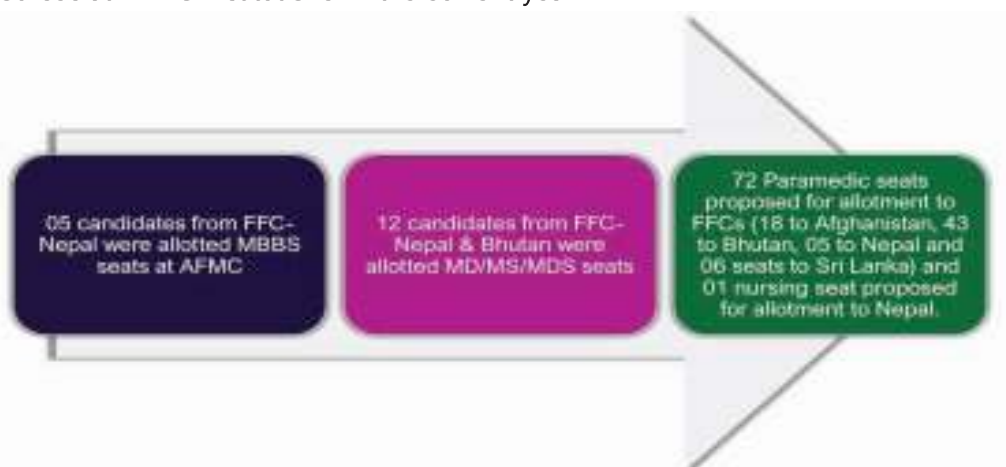 05 candidates from FFC-
Nepal were allotted MBBS
seats at AFMC
12 candidates from FFC-
Nepal & Bhutan were
allotted MD/MS/MDS seats
72 Paramedic seats
proposed for allotment to
FFCs (18 to Afghanistan, 43
to Bhutan, 05 to Nepal and
06 seats to Sri Lanka) and
01 nursing seat proposed
for allotment to Nepal.